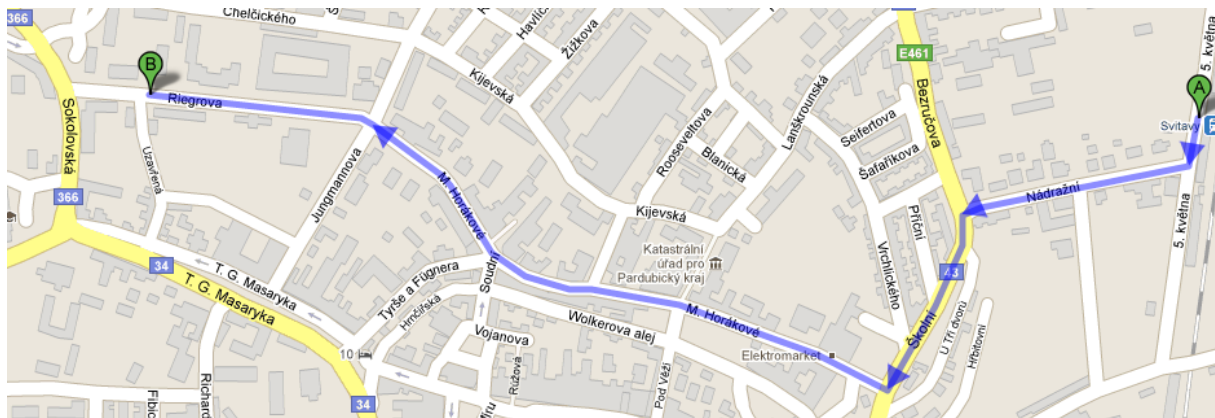 366
Chelčického
Žižkova
E461
5. května
B
Riegrova
Kijevská
Lanškrounská
Bezručova
A
Svitavy
Sokolovská
Uzavřená
Jungmannova
Rooseveltova
Seifertova
Blanická
Šafaříkova
M. Horákové
Nádražní
366
Kijevská
Příční
5. května
Katastrální
úřad pro
Pardubický kraj
Vrchlického
34
T. G. Masaryka
T. G. Masaryka
Tyrše a Fügnera
Soudní
43
Hrnčířská
M. Horákové
Wolkerova alej
Školní
U Tří dvorů
Hřbitovní
Vojanova
Elektromarket
10
Růžová
Pod Věží
34